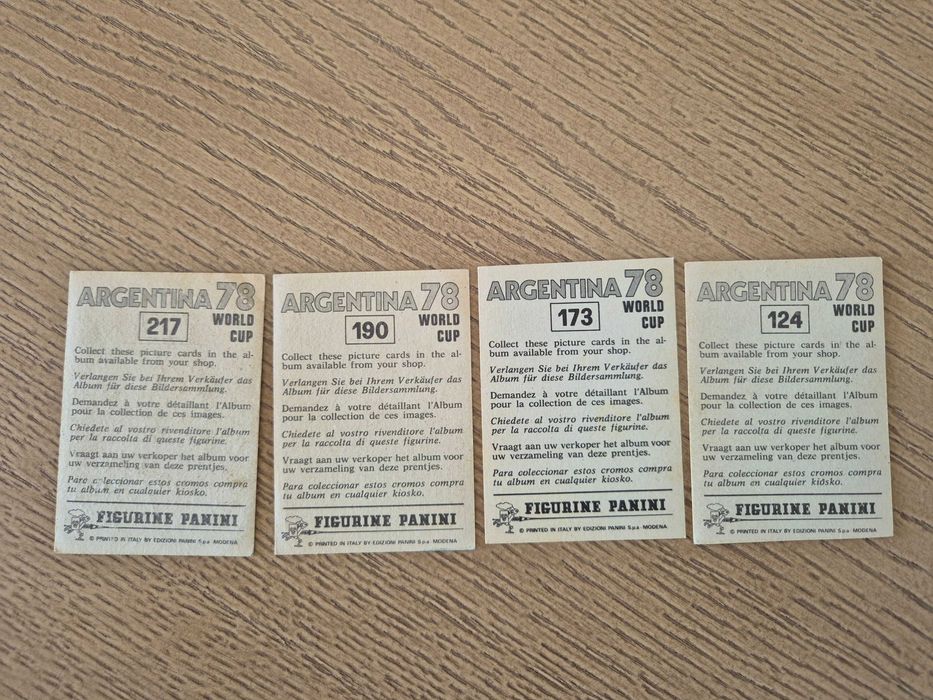 ARGENTINA 78
217 WORLD
CUP
Collect these picture cards in the al-
bum available from your shop.
Verlangen Sie bei Ihrem Verkäufer das
Album für diese Bildersammlung.
Demandez à votre détaillant l'Album
pour la collection de ces images.
Chiedete al vostro rivenditore l'album
per la raccolta di queste figurine.
Vraagt aan uw verkoper het album voor
uw verzameling van deze prentjes.
Para coleccionar estos cromos compra
tu album en cualquier kiosko.
FIGURINE PANINI
© PRINTED IN ITALY BY EDIZIONI PANINI S.p.a. MODENA
ARGENTINA 78
190 WORLD
CUP
Collect these picture cards in the al-
bum available from your shop.
Verlangen Sie bei Ihrem Verkäufer das
Album für diese Bildersammlung.
Demandez à votre détaillant l'Album
pour la collection de ces images.
Chiedete al vostro rivenditore l'album
per la raccolta di queste figurine.
Vraagt aan uw verkoper het album voor
uw verzameling van deze prentjes.
Para coleccionar estos cromos compra
tu album en cualquier kiosko.
FIGURINE PANINI
© PRINTED IN ITALY BY EDIZIONI PANINI S.p.a. MODENA
ARGENTINA 78
173 WORLD
CUP
Collect these picture cards in the al-
bum available from your shop.
Verlangen Sie bei Ihrem Verkäufer das
Album für diese Bildersammlung.
Demandez à votre détaillant l'Album
pour la collection de ces images.
Chiedete al vostro rivenditore l'album
per la raccolta di queste figurine.
Vraagt aan uw verkoper het album voor
uw verzameling van deze prentjes.
Para coleccionar estos cromos compra
tu album en cualquier kiosko.
FIGURINE PANINI
© PRINTED IN ITALY BY EDIZIONI PANINI S.p.a. MODENA
ARGENTINA 78
124 WORLD
CUP
Collect these picture cards in the al-
bum available from your shop.
Verlangen Sie bei Ihrem Verkäufer das
Album für diese Bildersammlung.
Demandez à votre détaillant l'Album
pour la collection de ces images.
Chiedete al vostro rivenditore l'album
per la raccolta di queste figurine.
Vraagt aan uw verkoper het album voor
uw verzameling van deze prentjes.
Para coleccionar estos cromos compra
tu album en cualquier kiosko.
FIGURINE PANINI
© PRINTED IN ITALY BY EDIZIONI PANINI S.p.a. MODENA